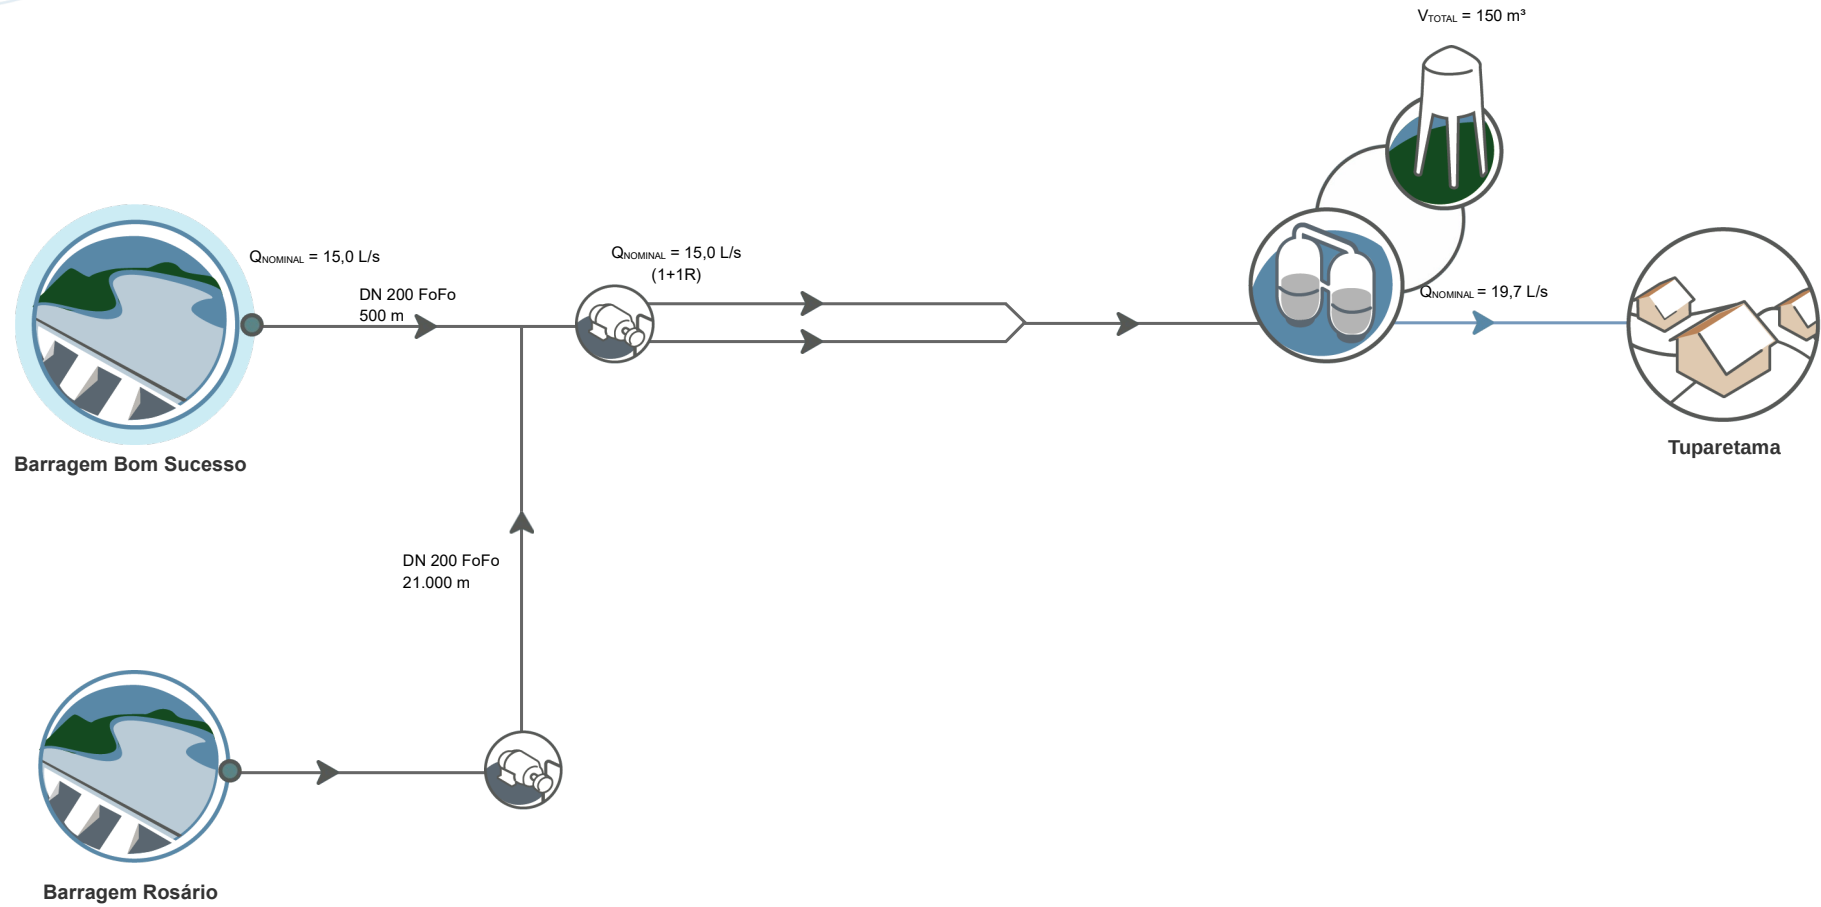 VTOTAL = 150 m³
QNOMINAL = 15,0 L/s
DN 200 FoFo
500 m
QNOMINAL = 15,0 L/s
(1+1R)
QNOMINAL = 19,7 L/s
Barragem Bom Sucesso
Tuparetama
DN 200 FoFo
21.000 m
Barragem Rosário